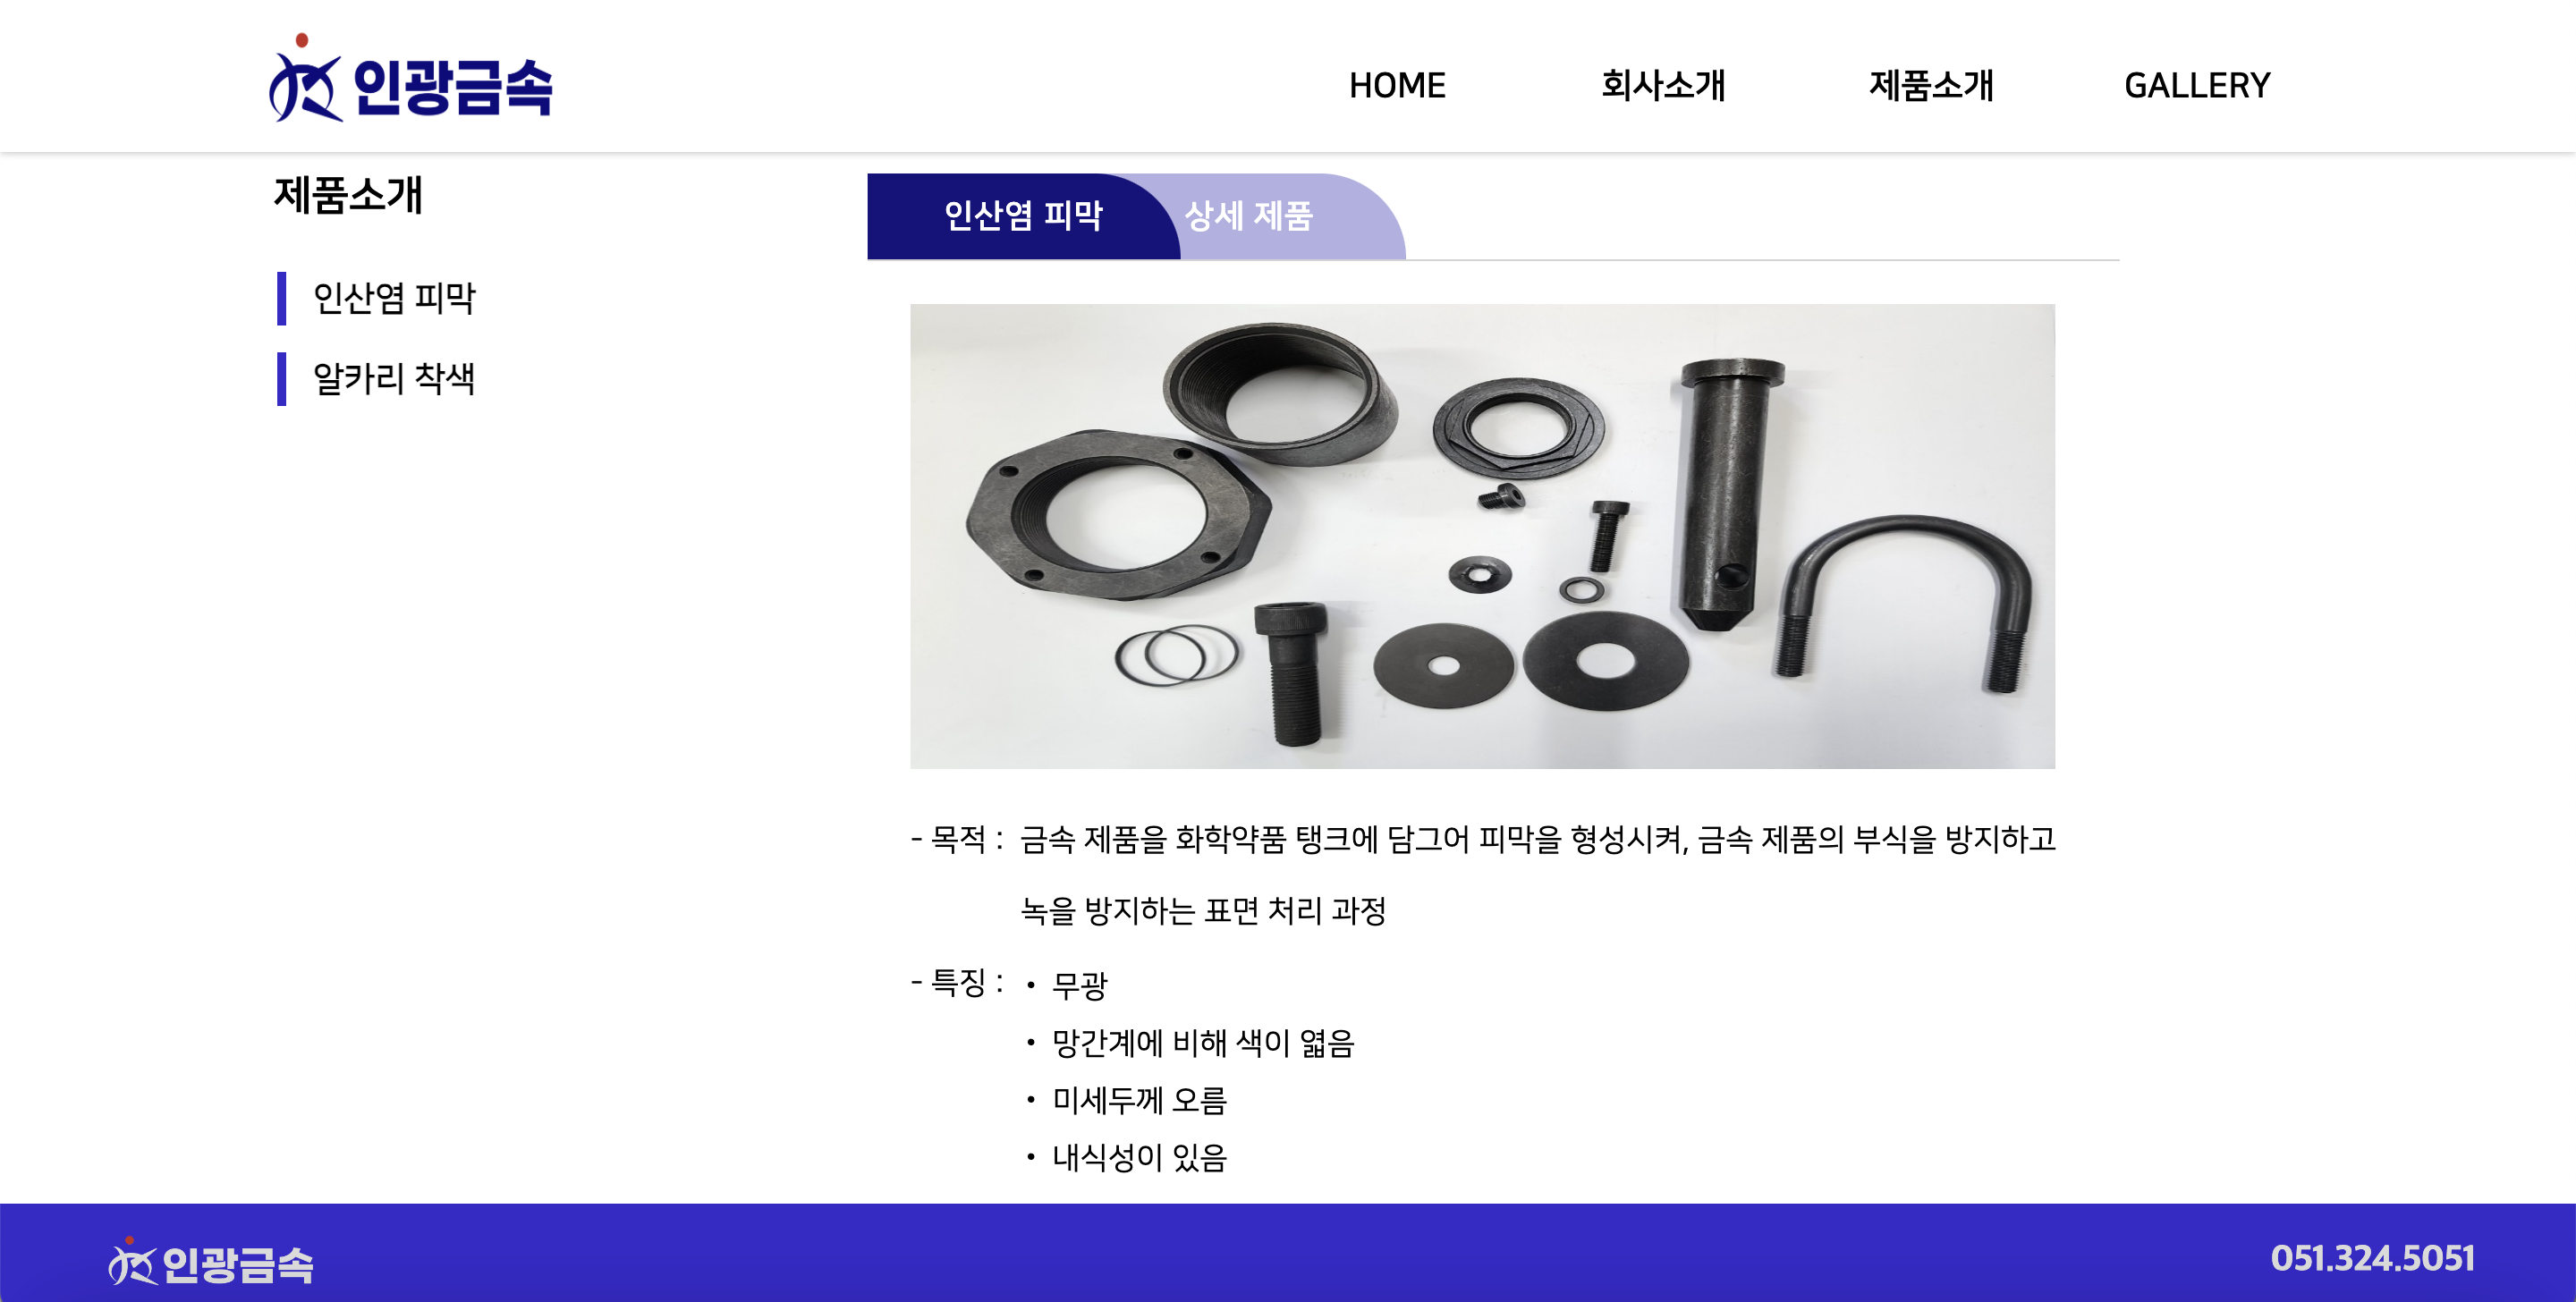 인광금속
HOME 회사소개 제품소개 GALLERY
제품소개
인산염 피막
알카리 착색
인산염 피막 상세 제품
- 목적 : 금속 제품을 화학약품 탱크에 담그어 피막을 형성시켜, 금속 제품의 부식을 방지하고
녹을 방지하는 표면 처리 과정
- 특징 : • 무광
• 망간계에 비해 색이 엷음
• 미세두께 오름
• 내식성이 있음
인광금속 051.324.5051